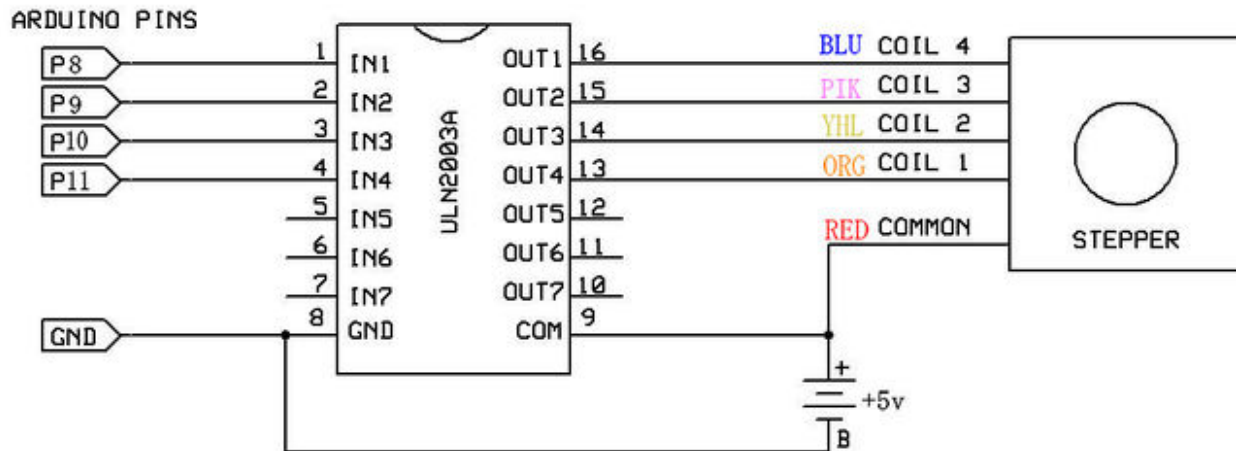 ARDUINO PINS
P8 1 IN1 OUT1 16 BLU COIL 4
P9 2 IN2 OUT2 15 PIK COIL 3
P10 3 IN3 OUT3 14 YHL COIL 2
P11 4 IN4 OUT4 13 ORG COIL 1
5 IN5 OUT5 12
6 IN6 OUT6 11
7 IN7 OUT7 10
GND 8 GND COM 9
ULN2003A
RED COMMON
STEPPER
+
+5v
B